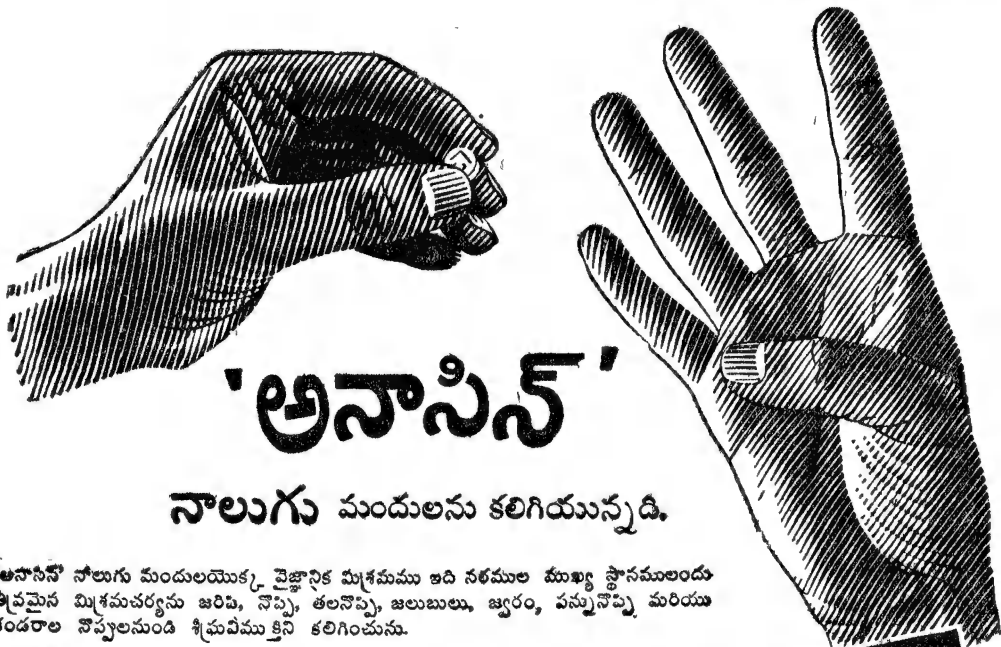 'అనాసిన్'
నాలుగు మందులను కలిగియున్నది.
అనాసిన్ నాలుగు మందులయొక్క వైజ్ఞానిక మిశ్రమము ఇది నరముల ముఖ్య స్థానములందు
తీవ్రమైన మిశ్రమచర్యను జరిపి, నొప్పి, తలనొప్పి, జలుబులు, జ్వరం, పన్నునొప్పి మరియు
కండరాల నొప్పులనుండి శీఘ్రవిముక్తిని కలిగించును.